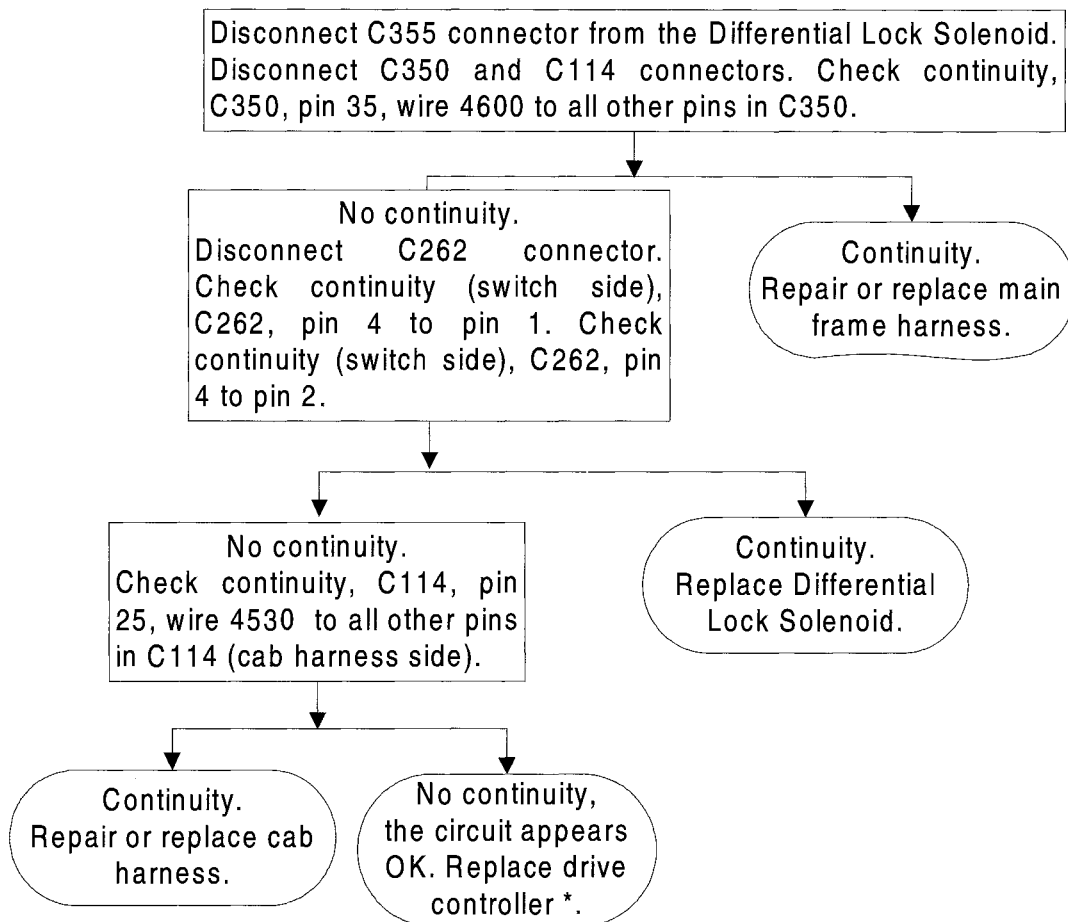 Disconnect C355 connector from the Differential Lock Solenoid.
Disconnect C350 and C114 connectors. Check continuity,
C350, pin 35, wire 4600 to all other pins in C350.
No continuity.
Disconnect C262 connector.
Check continuity (switch side),
C262, pin 4 to pin 1. Check
continuity (switch side), C262, pin
4 to pin 2.
Continuity.
Repair or replace main
frame harness.
No continuity.
Check continuity, C114, pin
25, wire 4530 to all other pins
in C114 (cab harness side).
Continuity.
Replace Differential
Lock Solenoid.
Continuity.
Repair or replace cab
harness.
No continuity,
the circuit appears
OK. Replace drive
controller *.